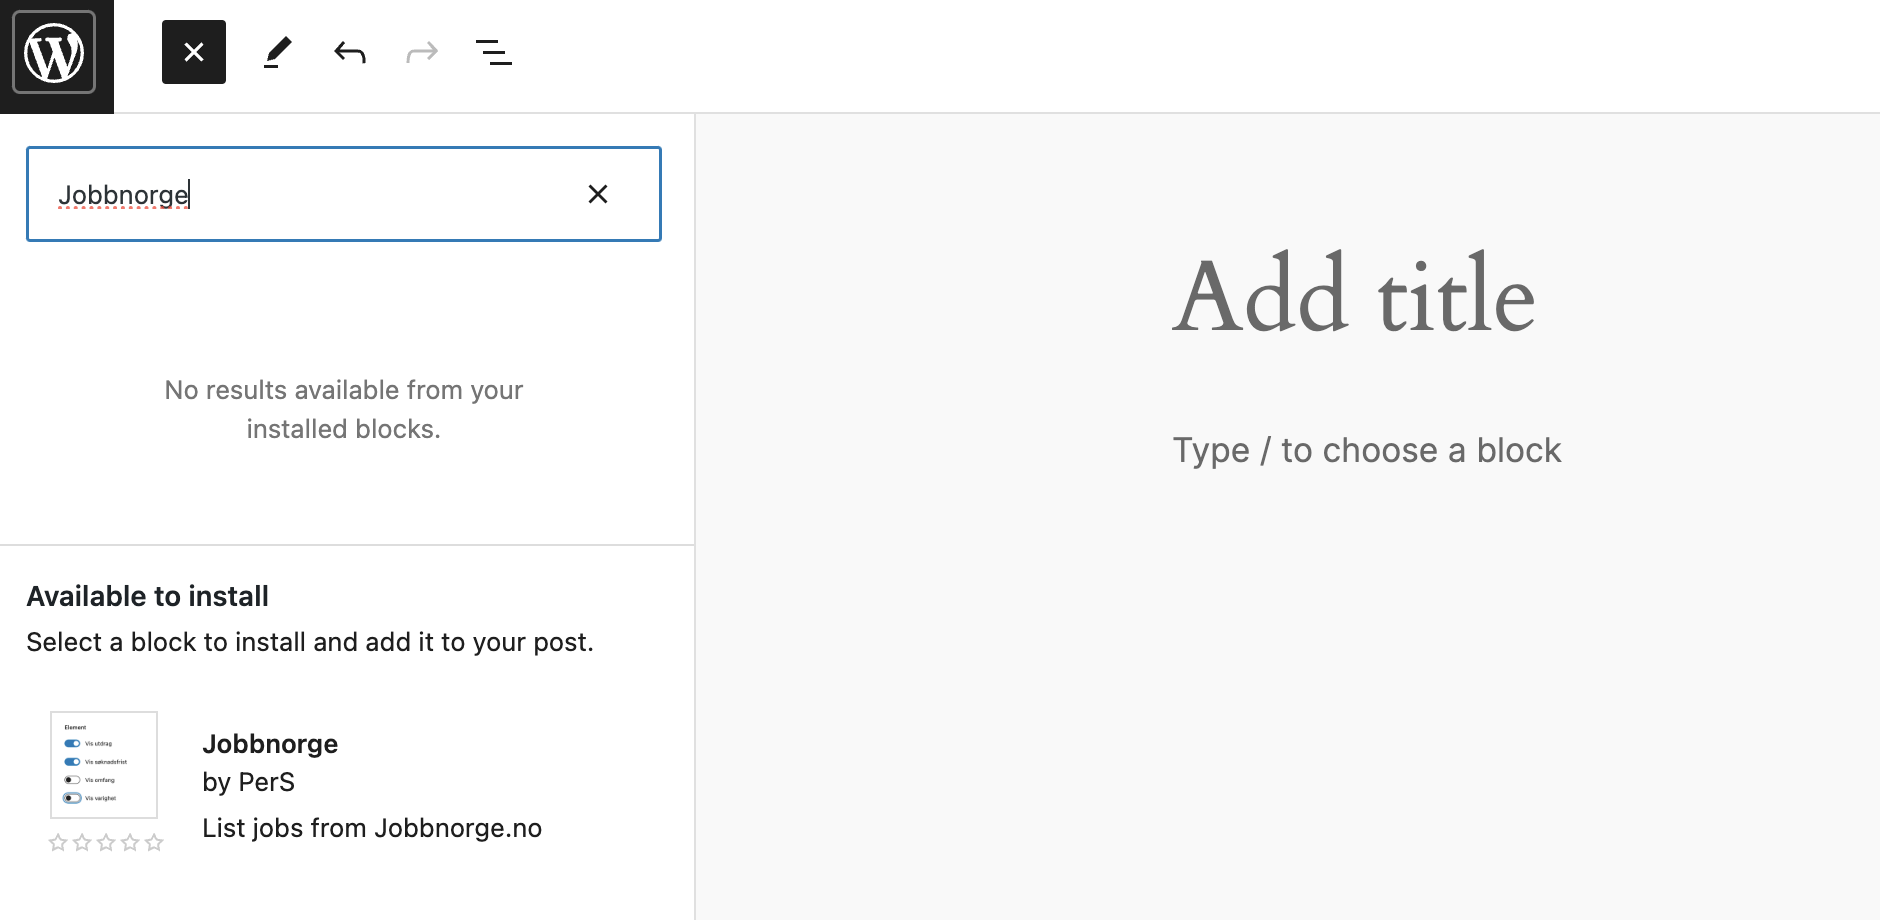 Jobbnorge
No results available from your
installed blocks.
Available to install
Select a block to install and add it to your post.
Element
Vis utdrag
Vis søknadsfrist
Vis omfang
Vis varighet
Jobbnorge
by PerS
List jobs from Jobbnorge.no
Add title
Type / to choose a block